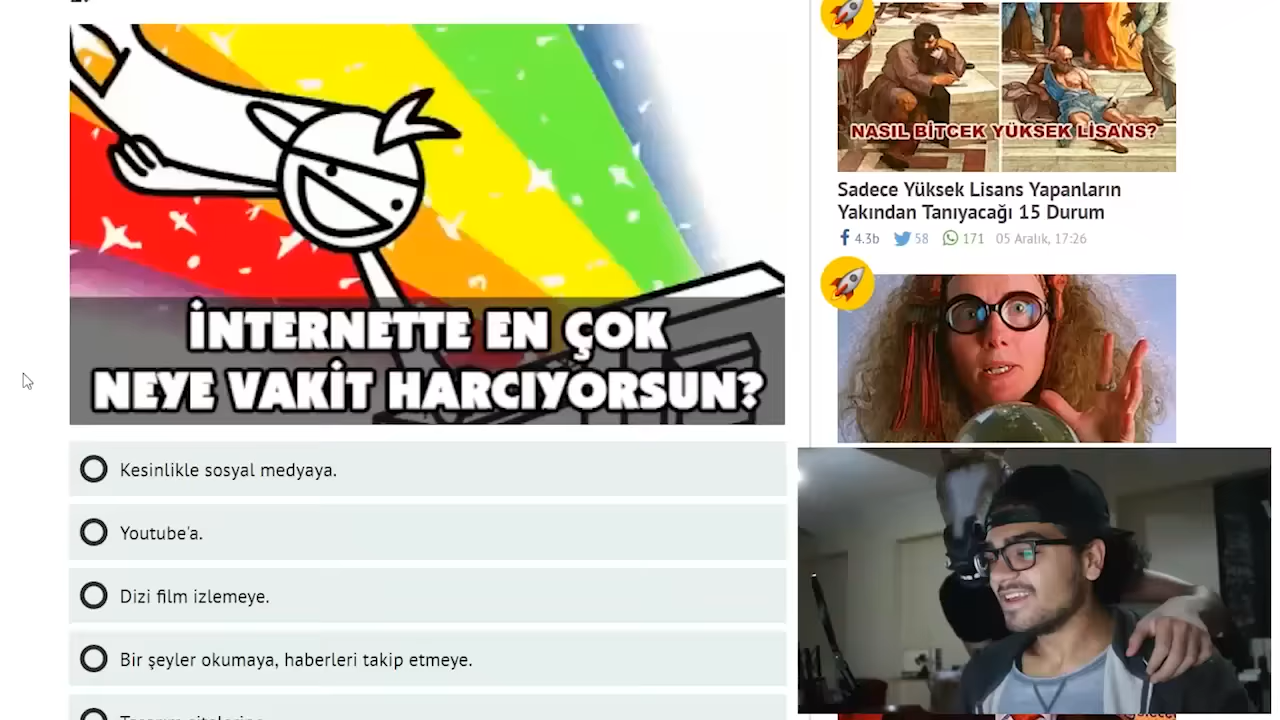 İNTERNETTE EN ÇOK
NEYE VAKİT HARCIYORSUN?
Kesinlikle sosyal medyaya.
Youtube'a.
Dizi film izlemeye.
Bir şeyler okumaya, haberleri takip etmeye.
NASIL BİTCEK YÜKSEK LİSANS?
Sadece Yüksek Lisans Yapanların
Yakından Tanıyacağı 15 Durum
4.3b 58 171 05 Aralık, 17:26